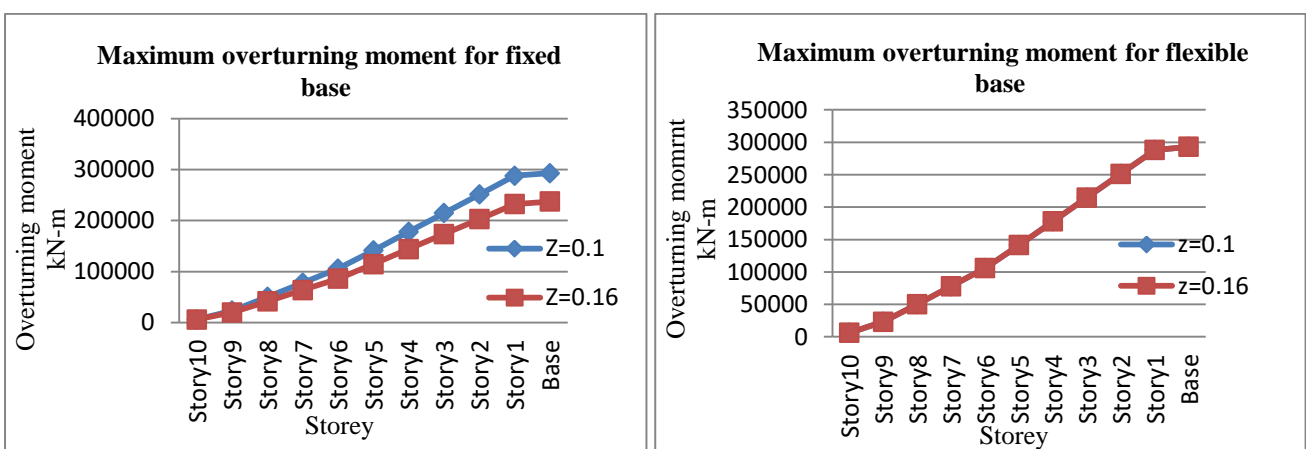 Maximum overturning moment for fixed
base
Overturning moment
kN-m
400000
300000
200000
100000
0
Z=0.1
Z=0.16
Story10
Story9
Story8
Story7
Story6
Story5
Story4
Story3
Story2
Story1
Base
Storey
Maximum overturning moment for flexible
base
Overturning momrnt
kN-m
350000
300000
250000
200000
150000
100000
50000
0
z=0.1
z=0.16
Story10
Story9
Story8
Story7
Story6
Story5
Story4
Story3
Story2
Story1
Base
Storey